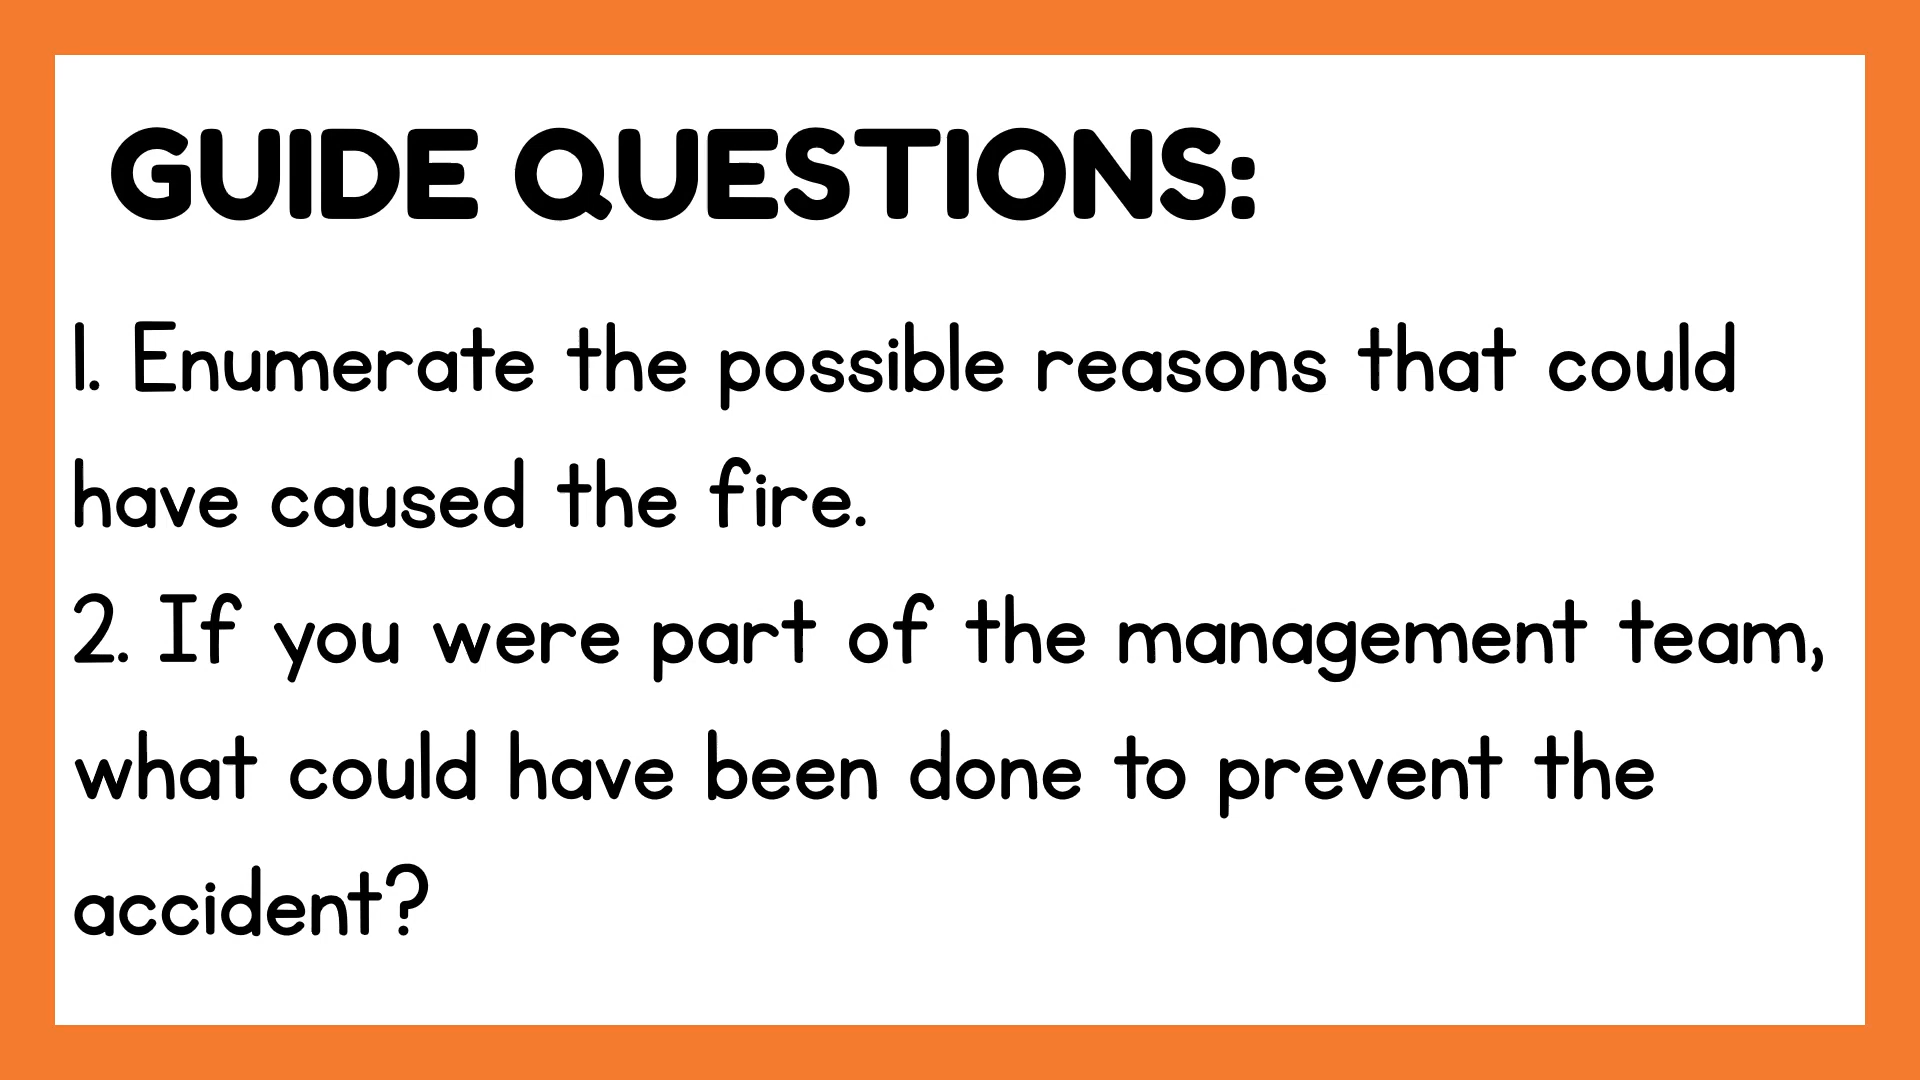 GUIDE QUESTIONS:
1. Enumerate the possible reasons that could
have caused the fire.
2. If you were part of the management team,
what could have been done to prevent the
accident?